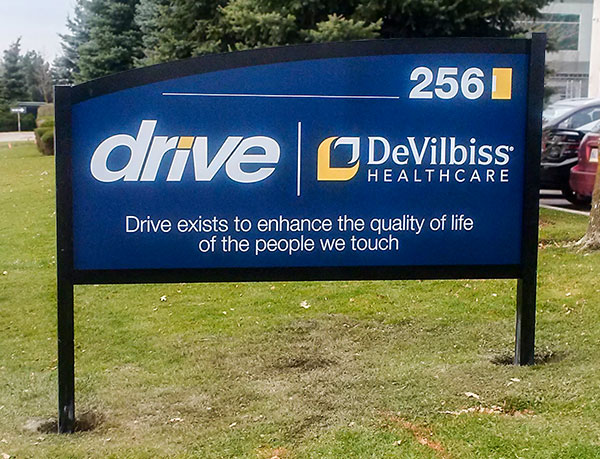 256
drive
DeVilbiss
HEALTHCARE
Drive exists to enhance the quality of life
of the people we touch